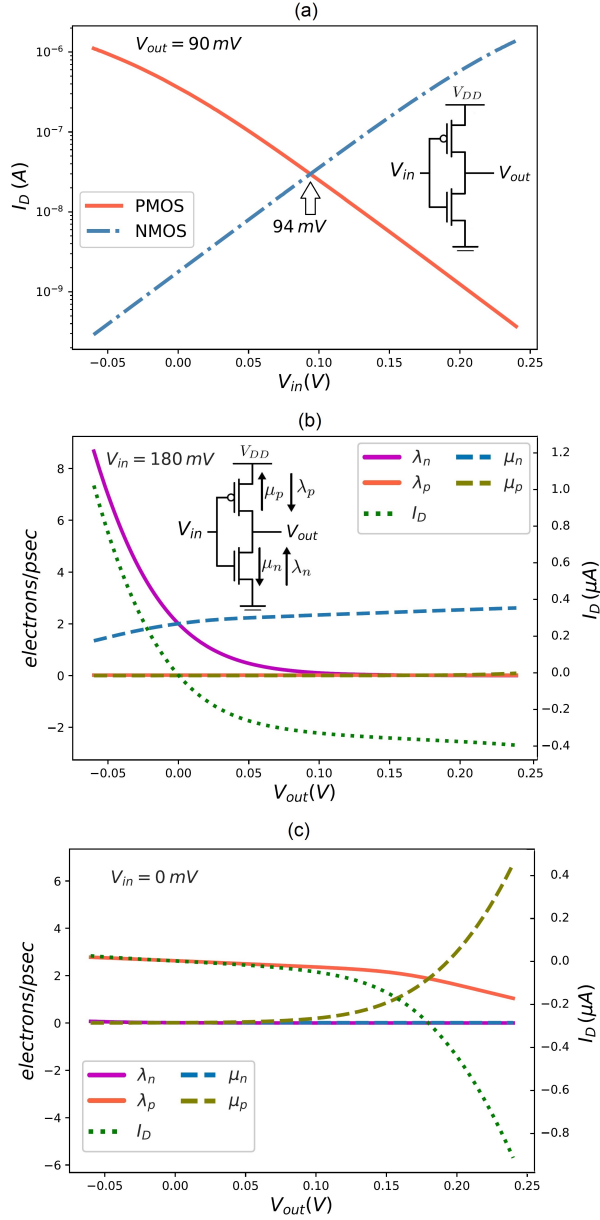 (a)
V_out = 90 mV
V_DD
V_in
V_out
PMOS
NMOS
94 mV
I_D (A)
10⁻⁶
10⁻⁷
10⁻⁸
10⁻⁹
−0.05 0.00 0.05 0.10 0.15 0.20 0.25
V_in(V)
(b)
V_in = 180 mV
V_DD
μ_p λ_p
V_in
V_out
μ_n λ_n
λ_n μ_n
λ_p μ_p
I_D
electrons/psec
8
6
4
2
0
−2
1.2
1.0
0.8
0.6
0.4
0.2
0.0
−0.2
−0.4
I_D (μA)
−0.05 0.00 0.05 0.10 0.15 0.20 0.25
V_out(V)
(c)
V_in = 0 mV
electrons/psec
6
4
2
0
−2
−4
−6
0.4
0.2
0.0
−0.2
−0.4
−0.6
−0.8
I_D (μA)
λ_n μ_n
λ_p μ_p
I_D
−0.05 0.00 0.05 0.10 0.15 0.20 0.25
V_out(V)